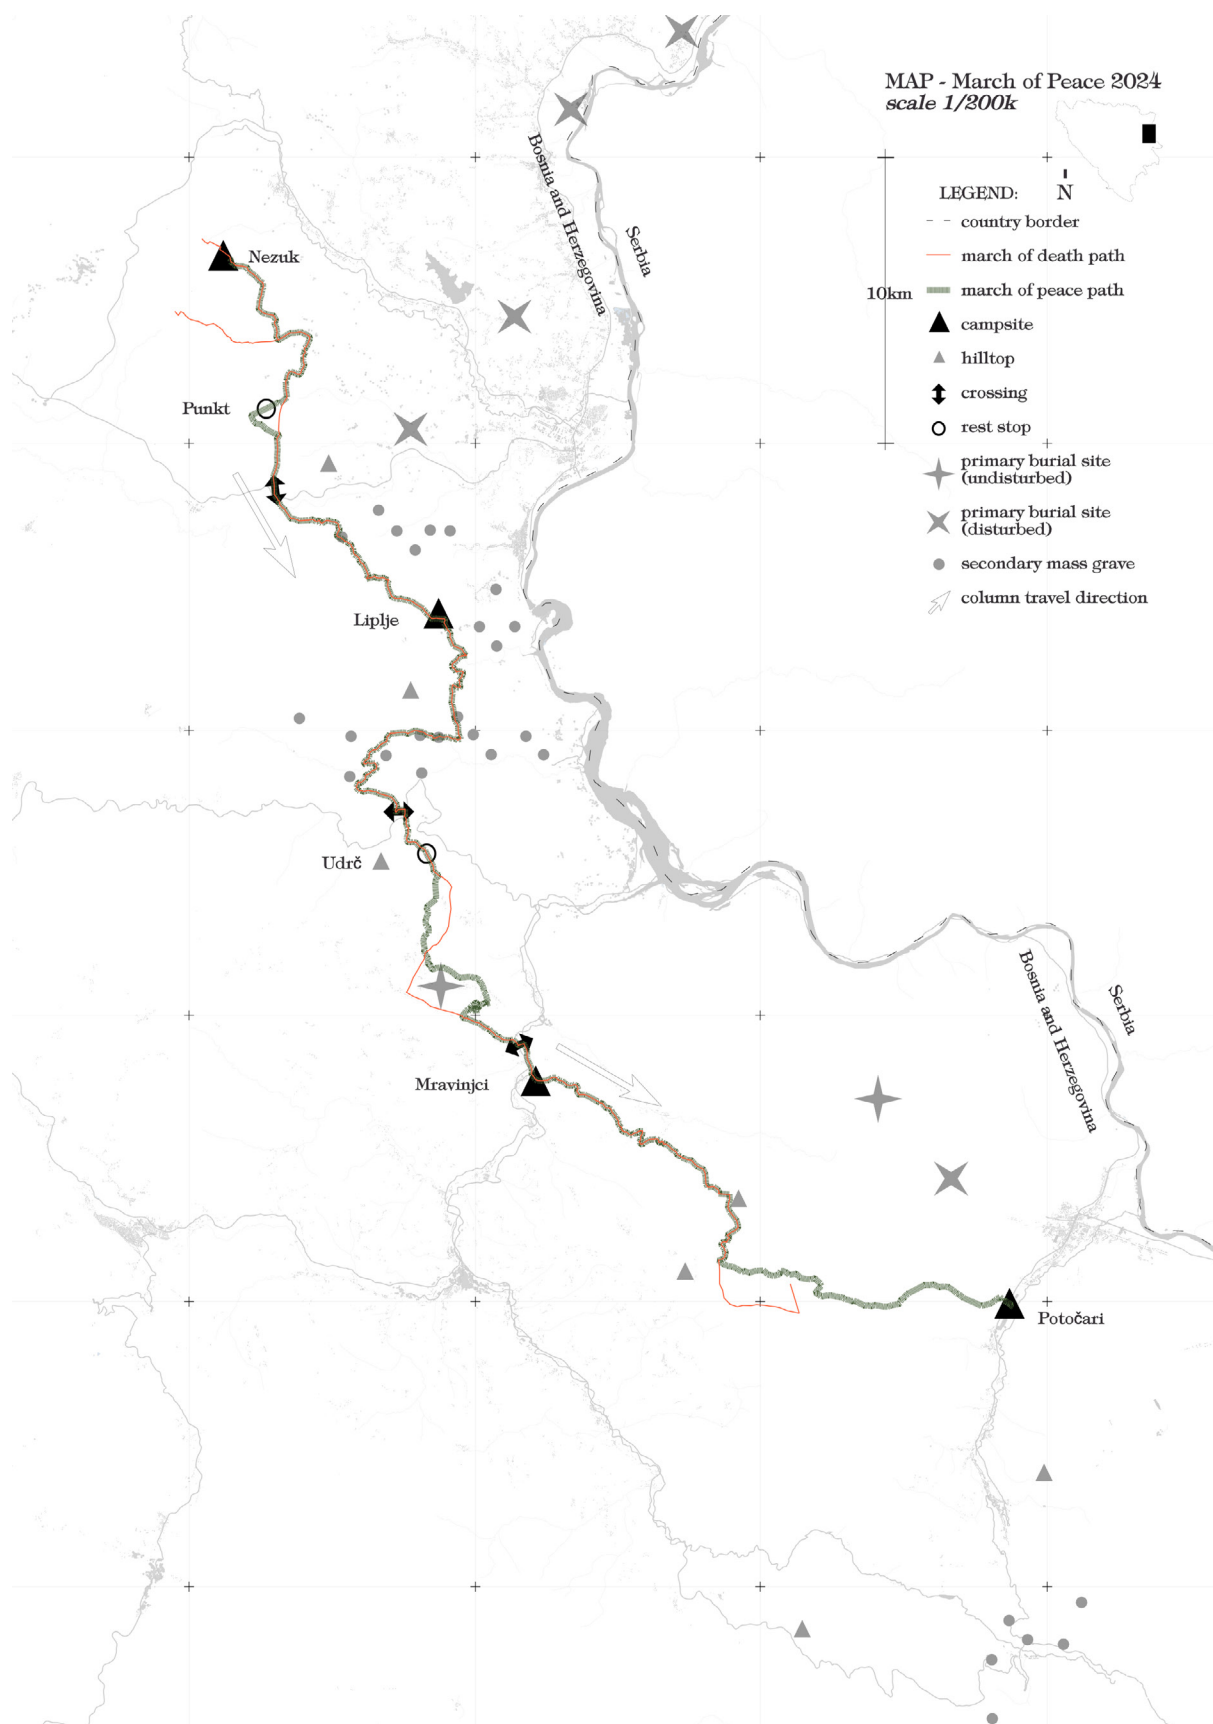 MAP - March of Peace 2024
scale 1/200k
LEGEND:
N
country border
march of death path
10km
march of peace path
campsite
hilltop
crossing
rest stop
primary burial site
(undisturbed)
primary burial site
(disturbed)
secondary mass grave
column travel direction
Bosnia and Herzegovina
Serbia
Nezuk
Punkt
Liplje
Udrč
Mravinjci
Bosnia and Herzegovina
Serbia
Potočari